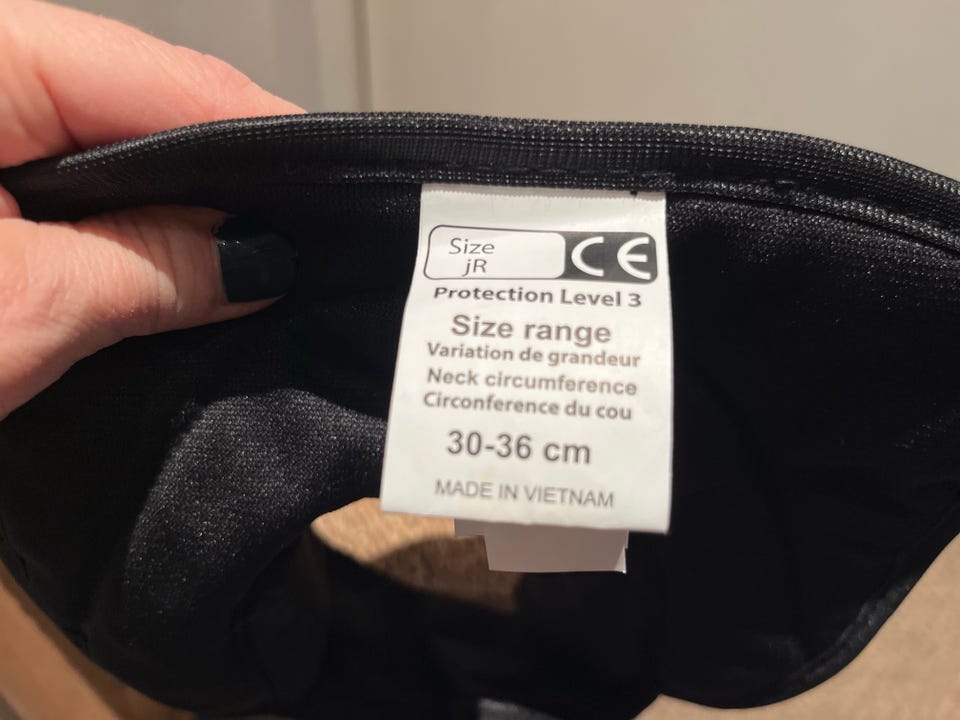 Size
jR
CE
Protection Level 3
Size range
Variation de grandeur
Neck circumference
Circonference du cou
30-36 cm
MADE IN VIETNAM